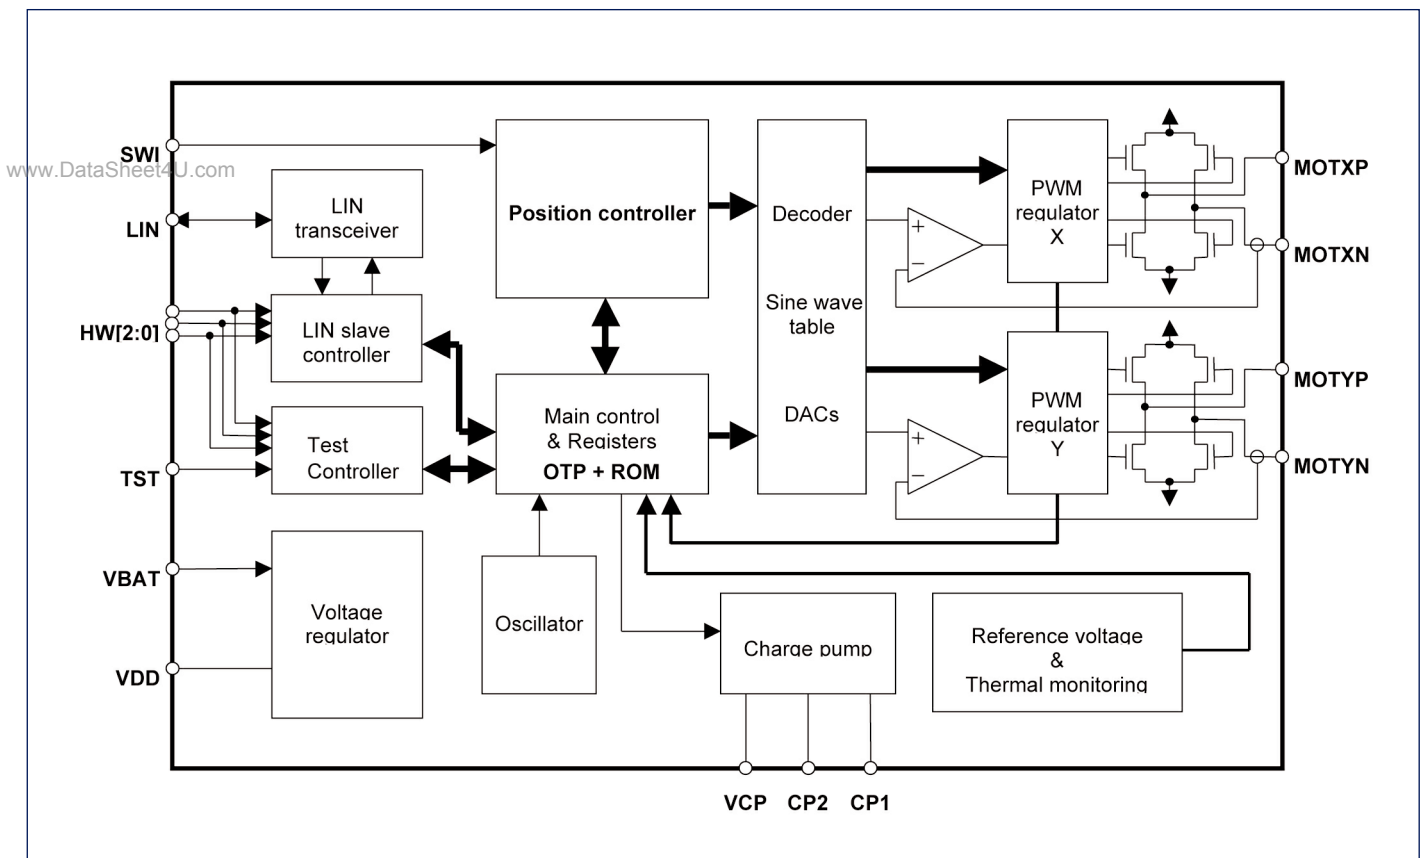 SWI
www.DataSheet4U.com
LIN
HW[2:0]
TST
VBAT
VDD
LIN
transceiver
LIN slave
controller
Test
Controller
Voltage
regulator
Position controller
Main control
& Registers
OTP + ROM
Oscillator
Charge pump
Decoder
Sine wave
table
DACs
+
−
+
−
PWM
regulator
X
PWM
regulator
Y
Reference voltage
&
Thermal monitoring
MOTXP
MOTXN
MOTYP
MOTYN
VCP CP2 CP1